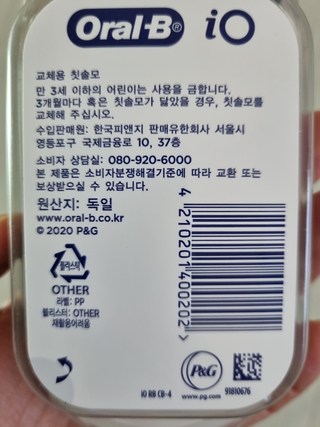 Oral-B® iO
교체용 칫솔모
만 3세 이하의 어린이는 사용을 금합니다.
3개월마다 혹은 칫솔모가 닳았을 경우, 칫솔모를
교체해 주십시오.
수입판매원: 한국피앤지 판매유한회사 서울시
영등포구 국제금융로 10, 37층
소비자 상담실: 080-920-6000
본 제품은 소비자분쟁해결기준에 따라 교환 또는
보상받으실 수 있습니다.
원산지: 독일
www.oral-b.co.kr
© 2020 P&G
플라스틱
OTHER
라벨: PP
블리스터: OTHER
재활용어려움
4 210201 400202 >
P&G
www.pg.com
iO RB CB-4
91810676